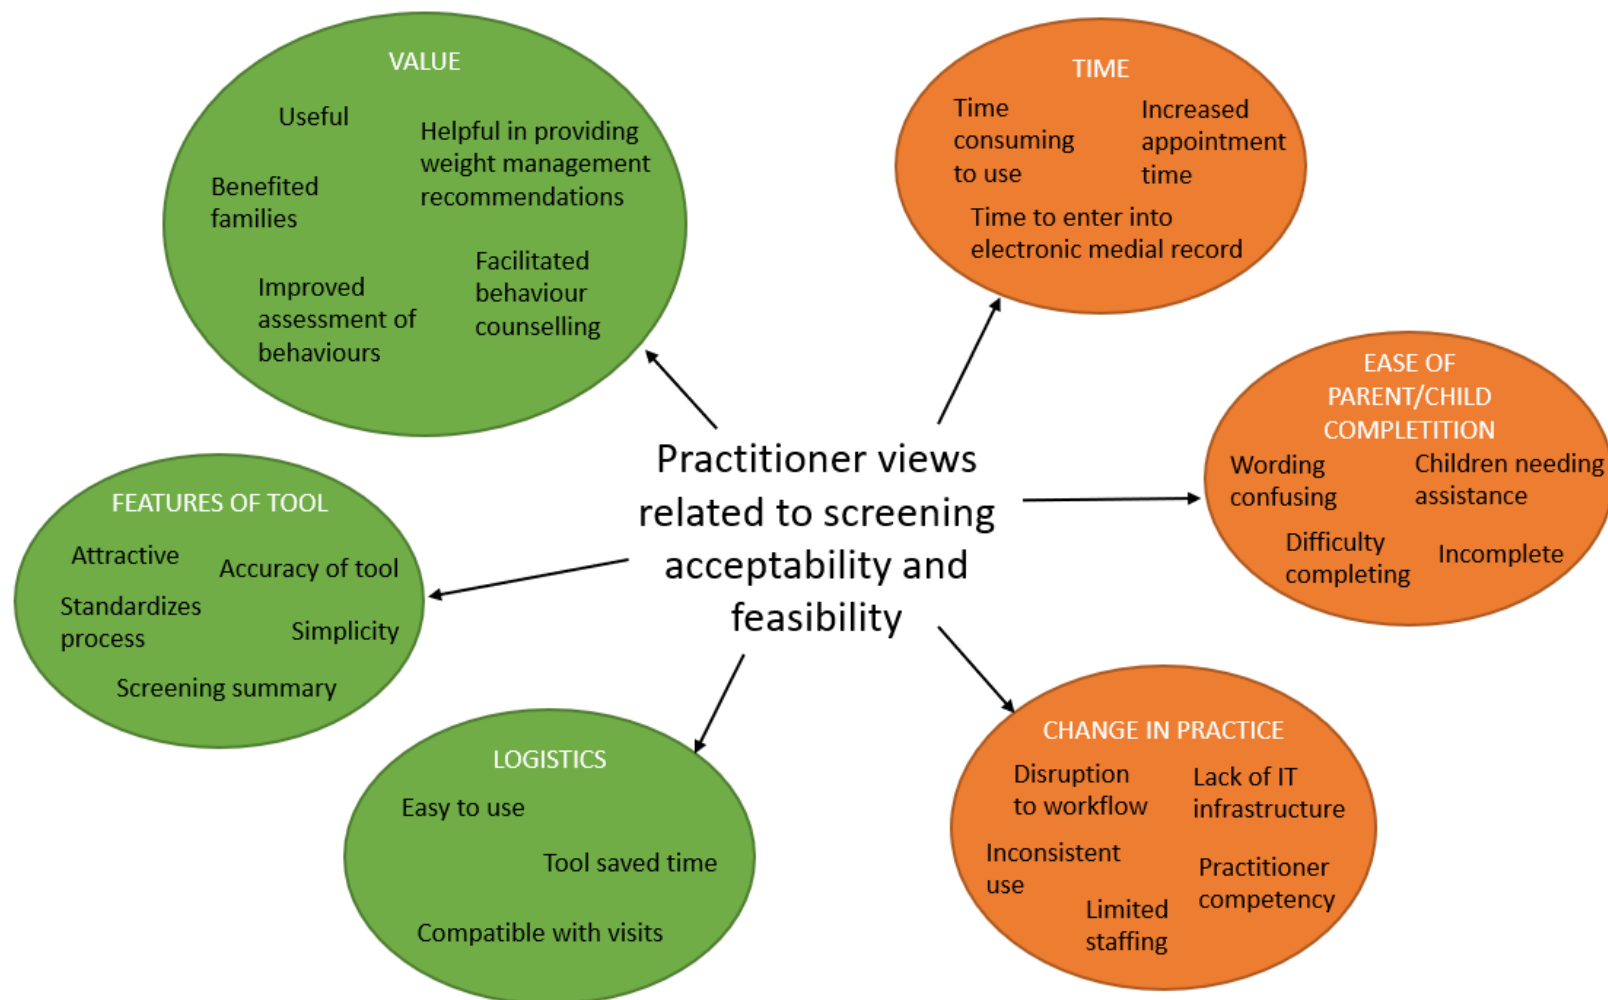 VALUE
Useful
Helpful in providing
weight management
recommendations
Benefited
families
Facilitated
behaviour
counselling
Improved
assessment of
behaviours
TIME
Time
consuming
to use
Increased
appointment
time
Time to enter into
electronic medial record
EASE OF
PARENT/CHILD
COMPLETITION
Wording
confusing
Children needing
assistance
Difficulty
completing
Incomplete
Practitioner views
related to screening
acceptability and
feasibility
FEATURES OF TOOL
Attractive
Accuracy of tool
Standardizes
process
Simplicity
Screening summary
LOGISTICS
Easy to use
Tool saved time
Compatible with visits
CHANGE IN PRACTICE
Disruption
to workflow
Lack of IT
infrastructure
Inconsistent
use
Practitioner
competency
Limited
staffing